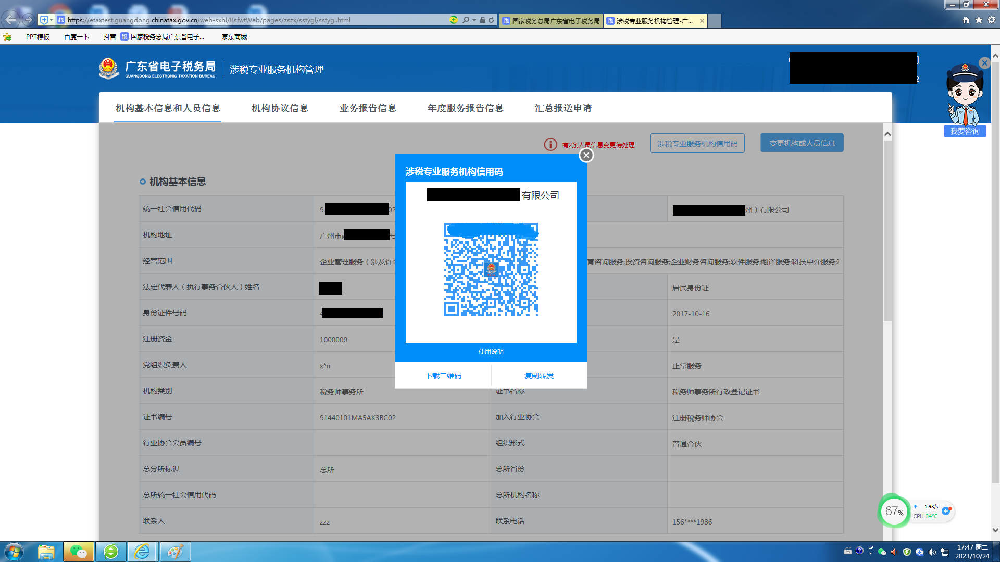 https://etaxtest.guangdong.chinatax.gov.cn/web-sxbl/BsfwtWeb/pages/zszx/sstygl/sstygl.html
国家税务总局广东省电子税务局
涉税专业服务机构管理-广...
PPT模板 百度一下 抖音 国家税务总局广东省电子... 京东商城
广东省电子税务局
GUANGDONG ELECTRONIC TAXATION BUREAU
涉税专业服务机构管理
我要咨询
机构基本信息和人员信息 机构协议信息 业务报告信息 年度服务报告信息 汇总报送申请
有2条人员信息变更待处理
涉税专业服务机构信用码
变更机构或人员信息
涉税专业服务机构信用码
有限公司
使用说明
下载二维码 复制转发
机构基本信息
统一社会信用代码 州）有限公司
机构地址 广州市
经营范围 企业管理服务（涉及许 育咨询服务;投资咨询服务;企业财务咨询服务;软件服务;翻译服务;科技中介服务;
法定代表人（执行事务合伙人）姓名 居民身份证
身份证件号码 2017-10-16
注册资金 1000000 是
党组织负责人 x*n 正常服务
机构类别 税务师事务所 证书名称 税务师事务所行政登记证书
证书编号 91440101MA5AK3BC02 加入行业协会 注册税务师协会
行业协会会员编号 组织形式 普通合伙
总分所标识 总所 总所省份
总所统一社会信用代码 总所机构名称
联系人 zzz 联系电话 156****1986
67%
1.9K/s
CPU 34℃
17:47 周二
2023/10/24